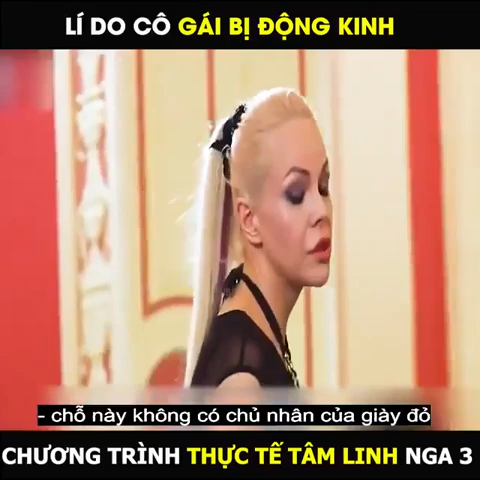 LÍ DO CÔ GÁI BỊ ĐỘNG KINH
- chỗ này không có chủ nhân của giày đỏ
CHƯƠNG TRÌNH THỰC TẾ TÂM LINH NGA 3